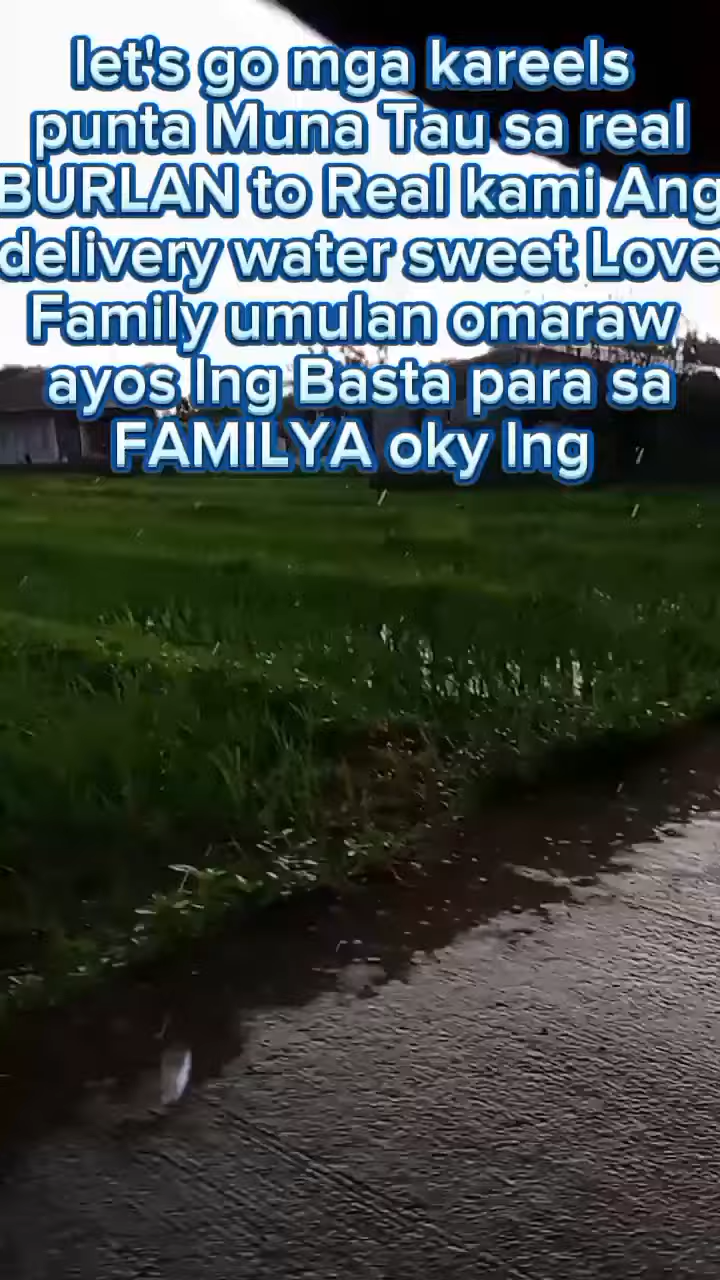 let's go mga kareels
punta Muna Tau sa real
BURLAN to Real kami Ang
delivery water sweet Love
Family umulan omaraw
ayos lng Basta para sa
FAMILYA oky lng